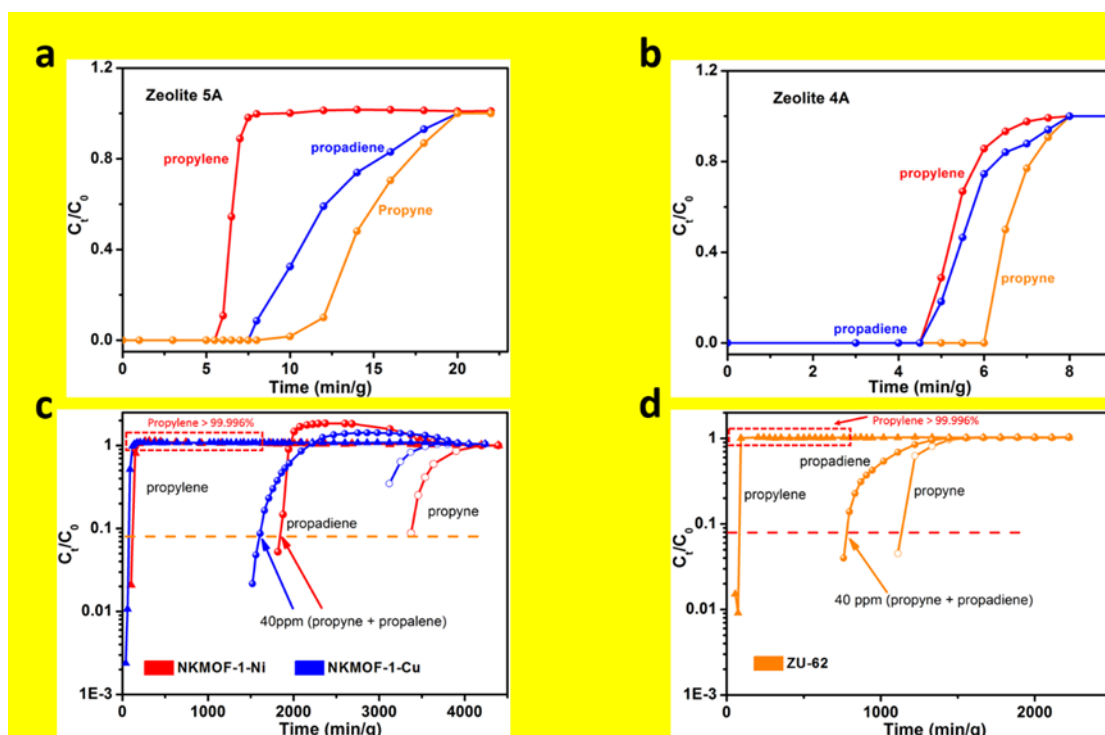 a
1.2
0.8
0.4
0.0
Ct/C0
Zeolite 5A
propylene
propadiene
Propyne
0 5 10 15 20
Time (min/g)
b
1.2
0.8
0.4
0.0
Ct/C0
Zeolite 4A
propylene
propadiene
propyne
0 2 4 6 8
Time (min/g)
c
1
0.1
0.01
1E-3
Ct/C0
Propylene > 99.996%
propylene
propadiene
propyne
40ppm (propyne + propalene)
NKMOF-1-Ni
NKMOF-1-Cu
0 1000 2000 3000 4000
Time (min/g)
d
1
0.1
0.01
1E-3
Ct/C0
Propylene > 99.996%
propadiene
propylene
propyne
40 ppm (propyne + propadiene)
ZU-62
0 1000 2000
Time (min/g)